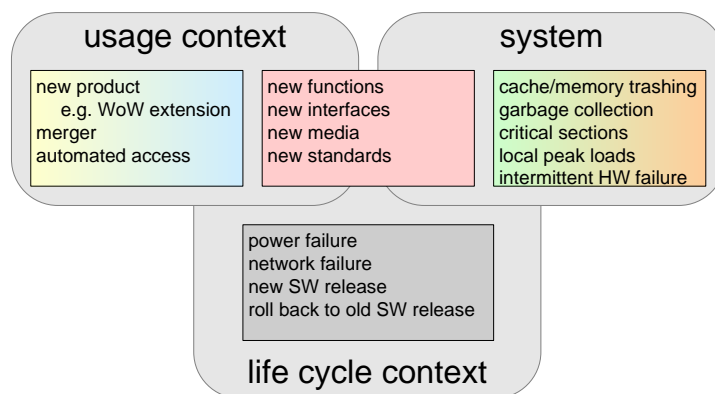 usage context
system
new product
e.g. WoW extension
merger
automated access
new functions
new interfaces
new media
new standards
cache/memory trashing
garbage collection
critical sections
local peak loads
intermittent HW failure
power failure
network failure
new SW release
roll back to old SW release
life cycle context